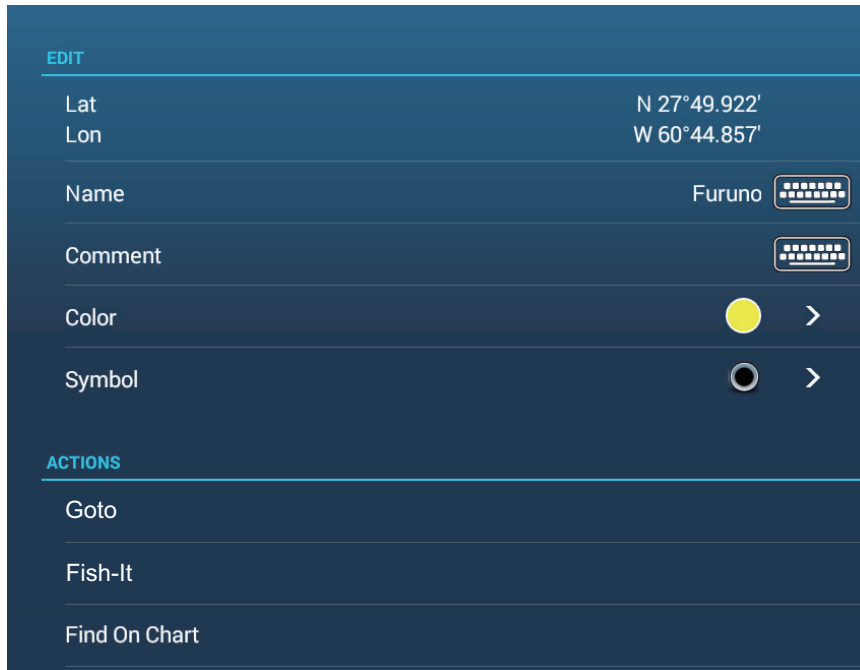 EDIT
Lat N 27°49.922'
Lon W 60°44.857'
Name Furuno
Comment
Color
Symbol
ACTIONS
Goto
Fish-It
Find On Chart